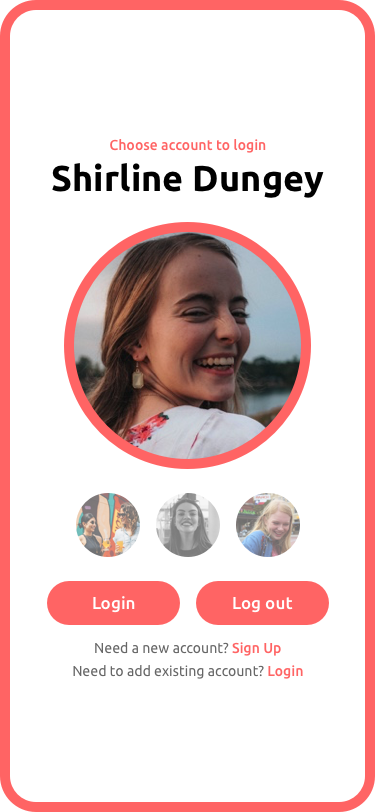 Choose account to login
Shirline Dungey
Login
Log out
Need a new account? Sign Up
Need to add existing account? Login